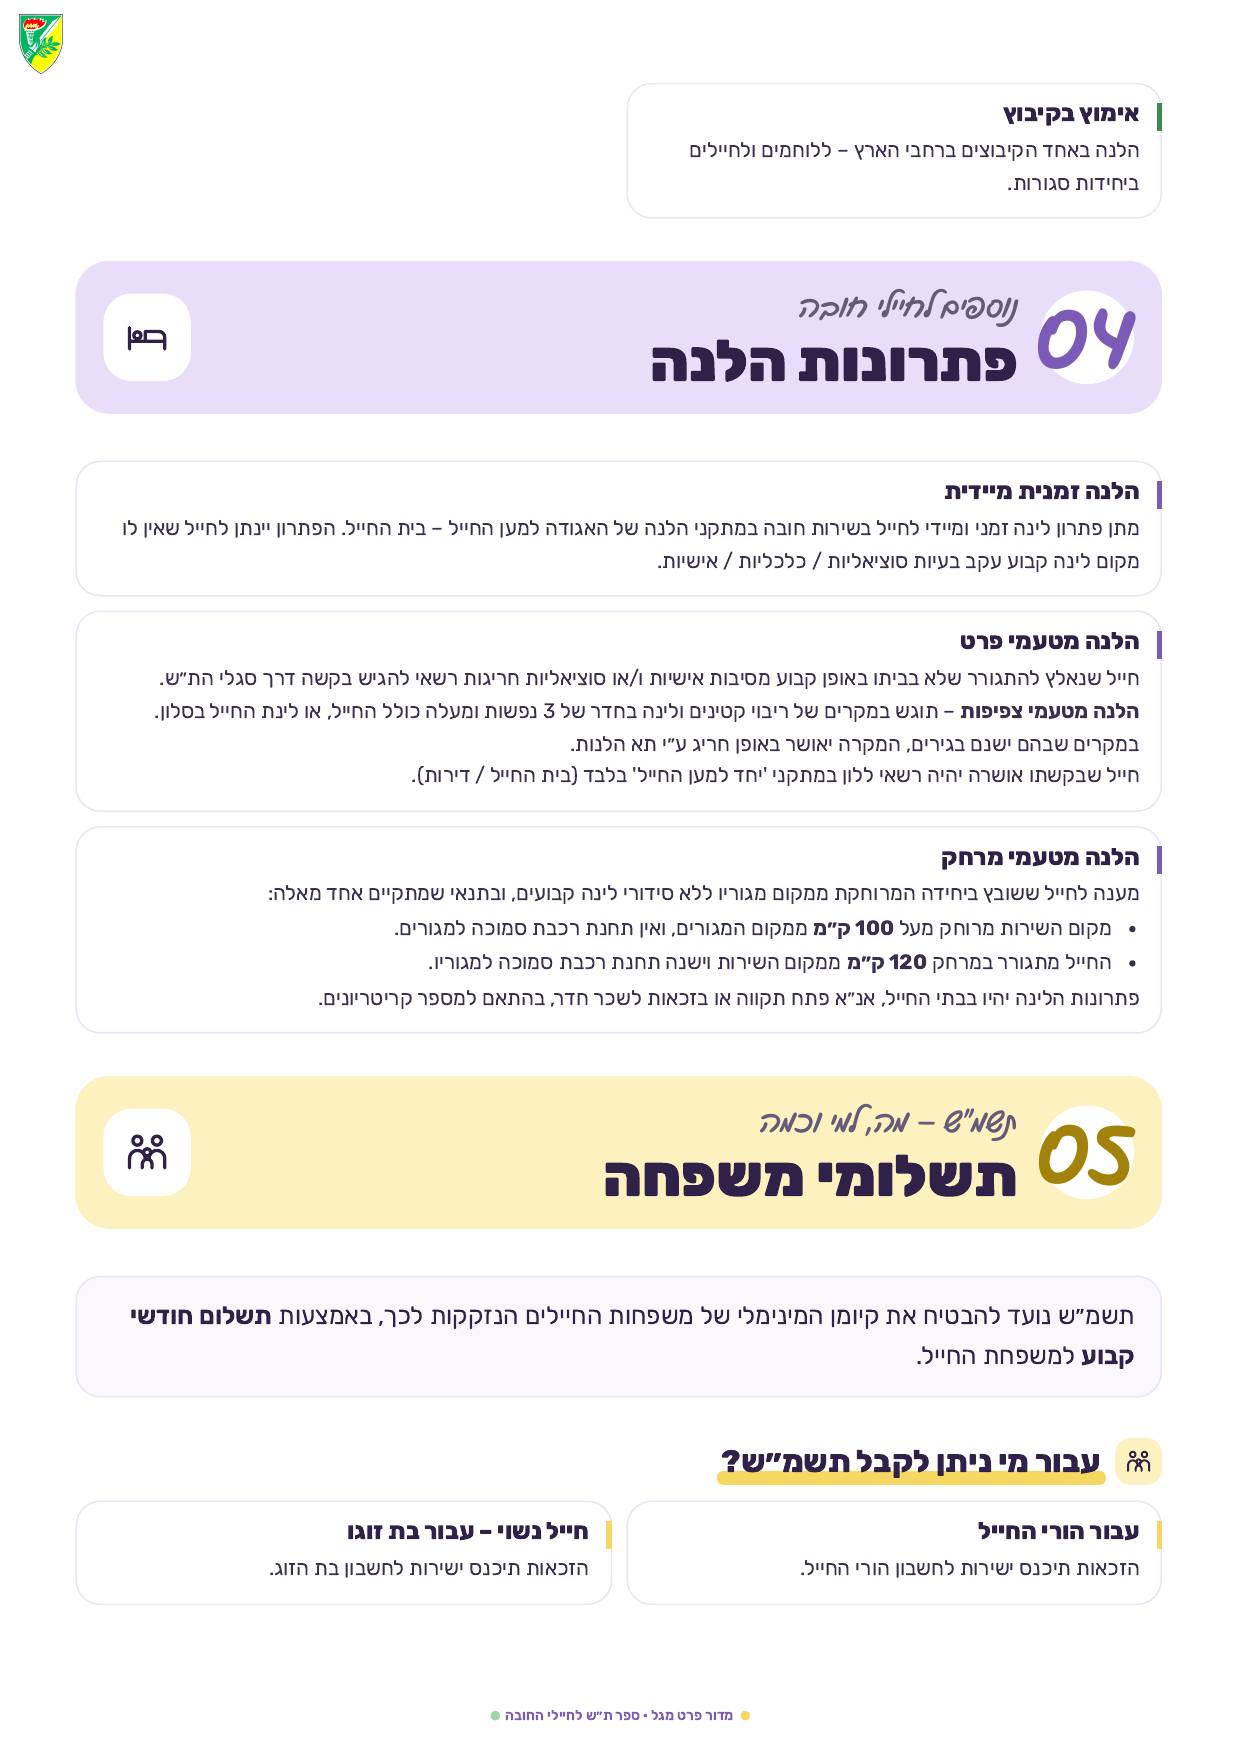 אימוץ בקיבוץ
הלנה באחד הקיבוצים ברחבי הארץ – ללוחמים ולחיילים
ביחידות סגורות.
04
נוספים לחיילי חובה
פתרונות הלנה
הלנה זמנית מיידית
מתן פתרון לינה זמני ומיידי לחייל בשירות חובה במתקני הלנה של האגודה למען החייל – בית החייל. הפתרון יינתן לחייל שאין לו
מקום לינה קבוע עקב בעיות סוציאליות / כלכליות / אישיות.
הלנה מטעמי פרט
חייל שנאלץ להתגורר שלא בביתו באופן קבוע מסיבות אישיות ו/או סוציאליות חריגות רשאי להגיש בקשה דרך סגלי הת״ש.
הלנה מטעמי צפיפות – תוגש במקרים של ריבוי קטינים ולינה בחדר של 3 נפשות ומעלה כולל החייל, או לינת החייל בסלון.
במקרים שבהם ישנם בגירים, המקרה יאושר באופן חריג ע״י תא הלנות.
חייל שבקשתו אושרה יהיה רשאי ללון במתקני 'יחד למען החייל' בלבד (בית החייל / דירות).
הלנה מטעמי מרחק
מענה לחייל ששובץ ביחידה המרוחקת ממקום מגוריו ללא סידורי לינה קבועים, ובתנאי שמתקיים אחד מאלה:
• מקום השירות מרוחק מעל 100 ק״מ ממקום המגורים, ואין תחנת רכבת סמוכה למגורים.
• החייל מתגורר במרחק 120 ק״מ ממקום השירות וישנה תחנת רכבת סמוכה למגוריו.
פתרונות הלינה יהיו בבתי החייל, אנ״א פתח תקווה או בזכאות לשכר חדר, בהתאם למספר קריטריונים.
05
תשמ"ש – מה, למי וכמה
תשלומי משפחה
תשמ״ש נועד להבטיח את קיומן המינימלי של משפחות החיילים הנזקקות לכך, באמצעות תשלום חודשי
קבוע למשפחת החייל.
עבור מי ניתן לקבל תשמ״ש?
עבור הורי החייל
הזכאות תיכנס ישירות לחשבון הורי החייל.
חייל נשוי – עבור בת זוגו
הזכאות תיכנס ישירות לחשבון בת הזוג.
מדור פרט מגל • ספר ת״ש לחיילי החובה